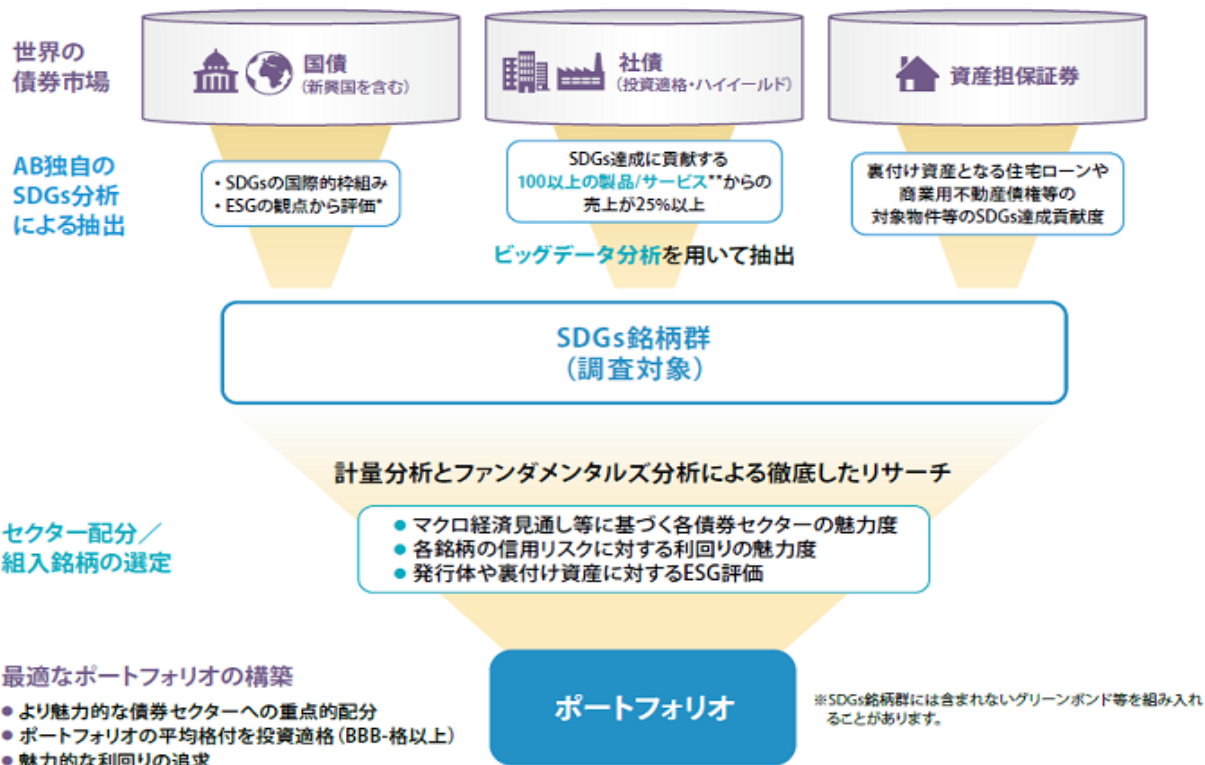 世界の
債券市場
国債
(新興国を含む)
社債
(投資適格・ハイイールド)
資産担保証券
AB独自の
SDGs分析
による抽出
・SDGsの国際的枠組み
・ESGの観点から評価*
SDGs達成に貢献する
100以上の製品/サービス**からの
売上が25%以上
裏付け資産となる住宅ローンや
商業用不動産債権等の
対象物件等のSDGs達成貢献度
ビッグデータ分析を用いて抽出
SDGs銘柄群
(調査対象)
計量分析とファンダメンタルズ分析による徹底したリサーチ
セクター配分／
組入銘柄の選定
● マクロ経済見通し等に基づく各債券セクターの魅力度
● 各銘柄の信用リスクに対する利回りの魅力度
● 発行体や裏付け資産に対するESG評価
最適なポートフォリオの構築
● より魅力的な債券セクターへの重点的配分
● ポートフォリオの平均格付を投資適格(BBB-格以上)
● 魅力的な利回りの追求
ポートフォリオ
※SDGs銘柄群には含まれないグリーンボンド等を組み入れ
ることがあります。